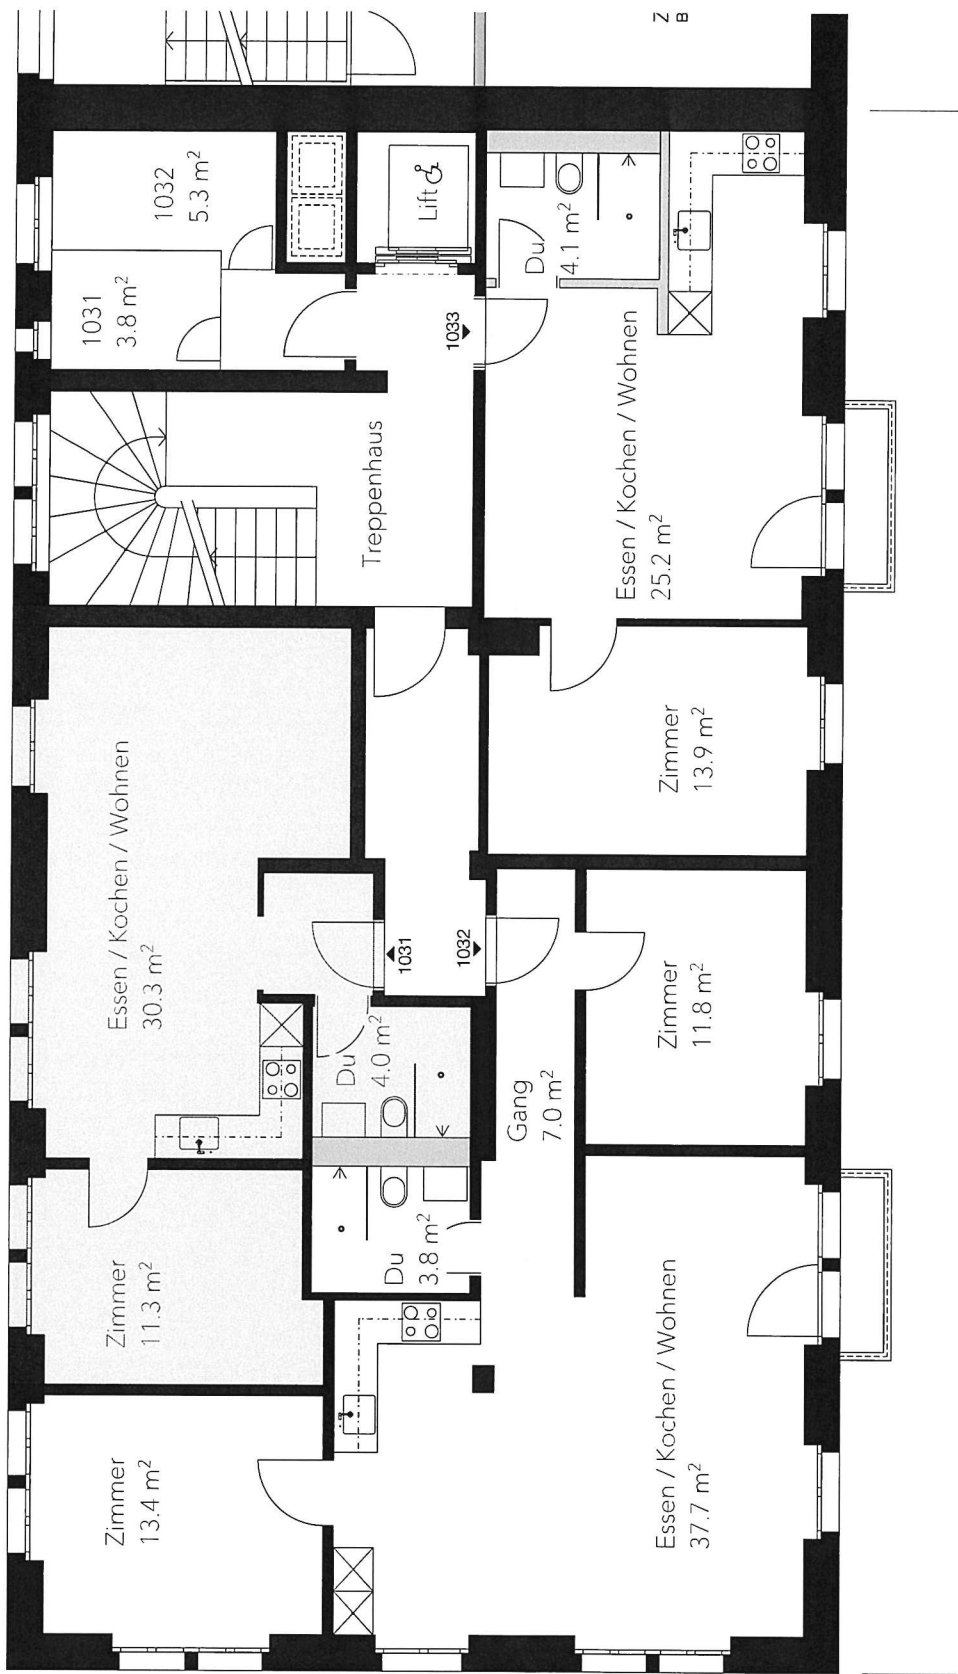 Zimmer
13.4 m²
Zimmer
11.3 m²
Essen / Kochen / Wohnen
30.3 m²
1031
3.8 m²
1032
5.3 m²
Du
3.8 m²
Du
4.0 m²
1031
1032
Treppenhaus
1033
Lift
Gang
7.0 m²
Du
4.1 m²
Essen / Kochen / Wohnen
37.7 m²
Zimmer
11.8 m²
Zimmer
13.9 m²
Essen / Kochen / Wohnen
25.2 m²
Z
B